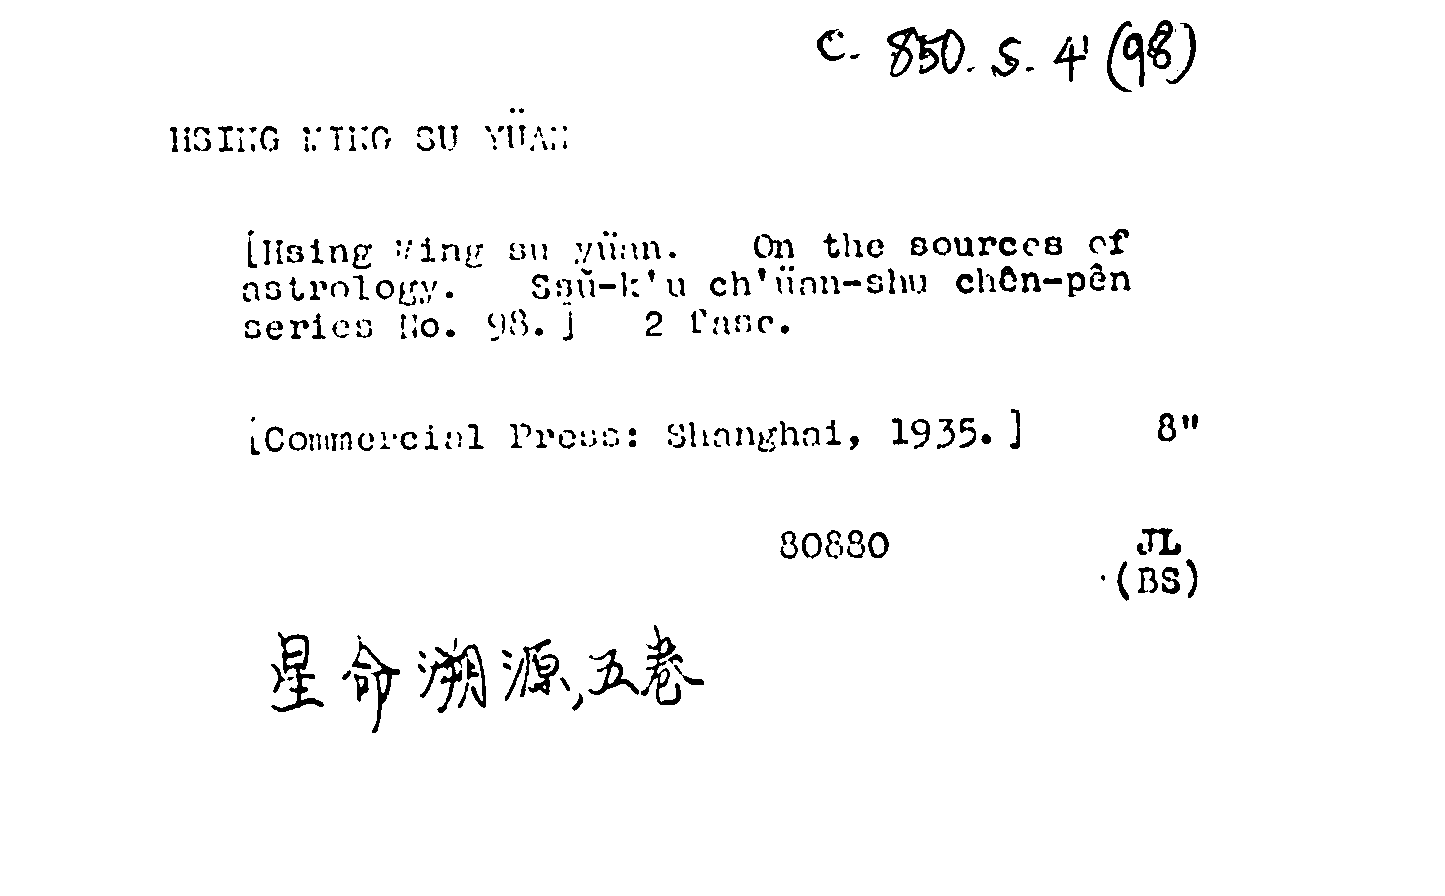 C. 850. S. 4 (98)
HSING MING SU YÜAN
[Hsing Ming su yüan. On the sources of
astrology. Ssŭ-k'u ch'üan-shu chên-pên
series No. 98.] 2 fasc.
[Commercial Press: Shanghai, 1935.] 8"
80880 JL
(BS)
星命溯源,五卷